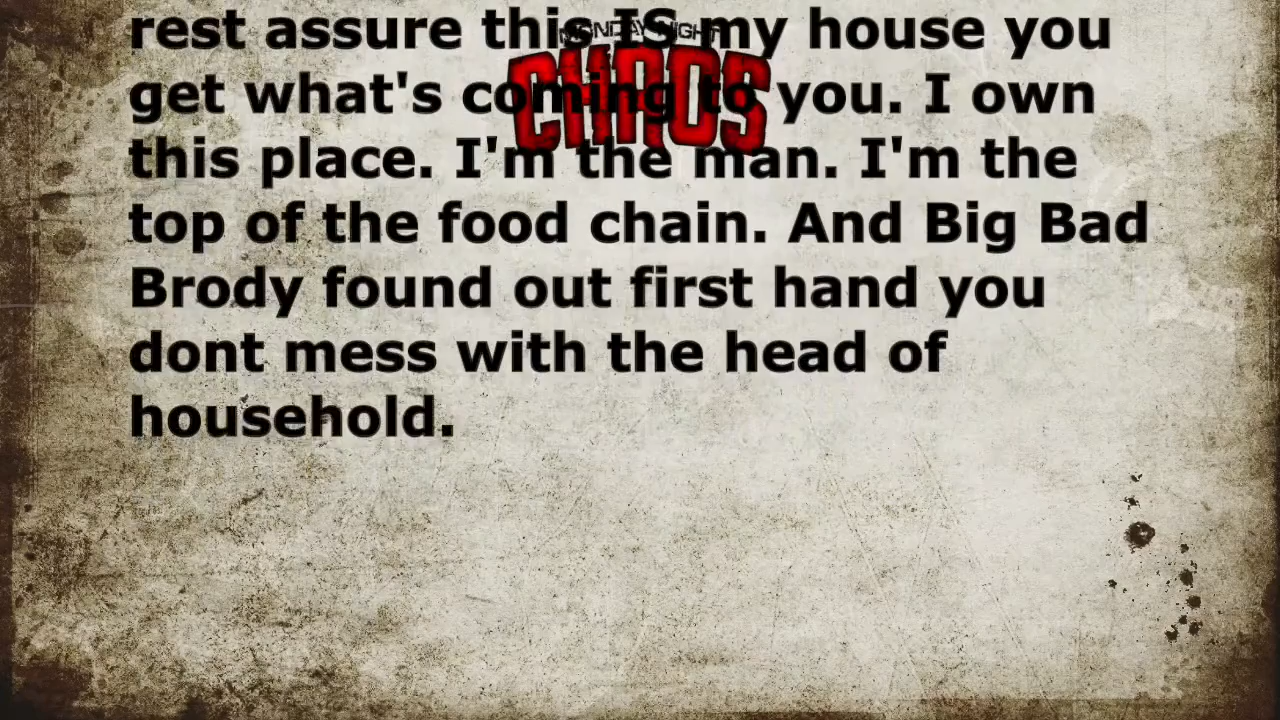 rest assure this IS my house you
MONDAY NIGHT
CHAOS
get what's coming to you. I own
this place. I'm the man. I'm the
top of the food chain. And Big Bad
Brody found out first hand you
dont mess with the head of
household.